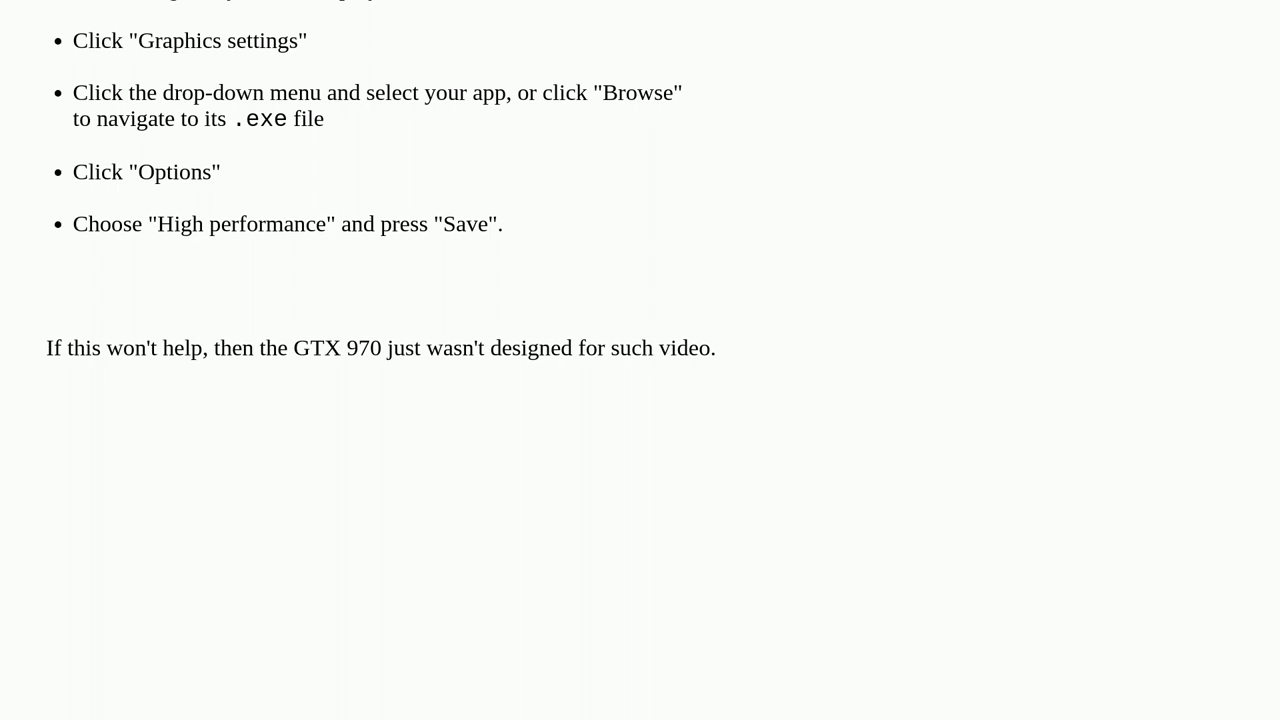 Click "Graphics settings"
Click the drop-down menu and select your app, or click "Browse"
to navigate to its .exe file
Click "Options"
Choose "High performance" and press "Save".
If this won't help, then the GTX 970 just wasn't designed for such video.